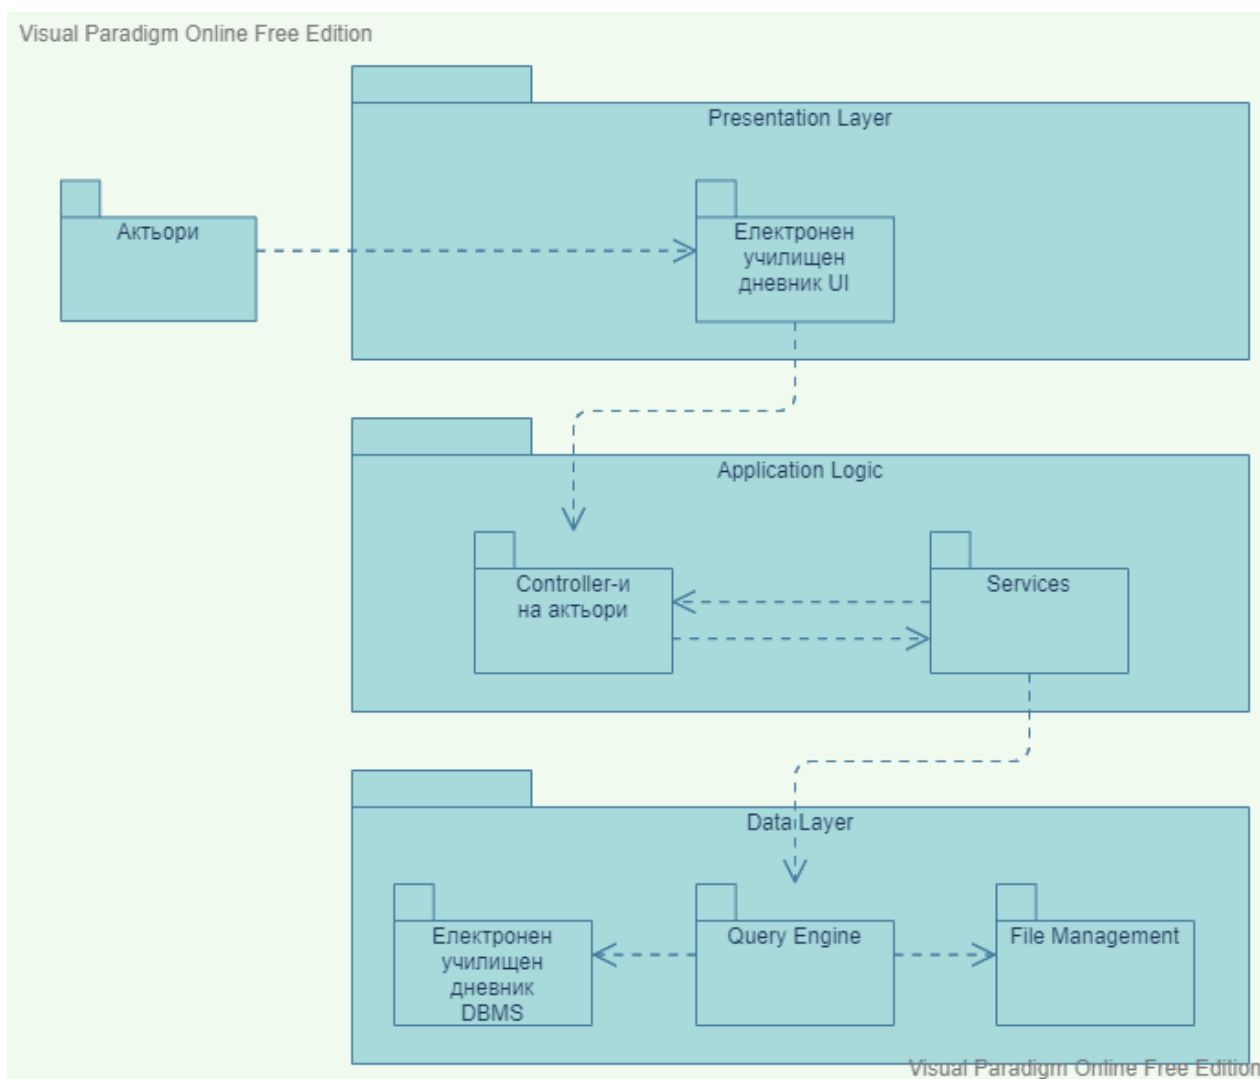 Visual Paradigm Online Free Edition
Presentation Layer
Актьори
Електронен
училищен
дневник UI
Application Logic
Controller-и
на актьори
Services
Data Layer
Електронен
училищен
дневник
DBMS
Query Engine
File Management
Visual Paradigm Online Free Edition